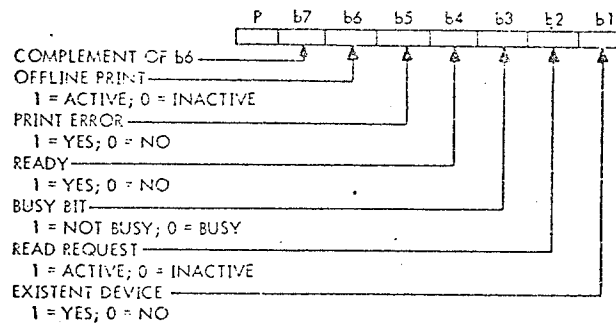 P b7 b6 b5 b4 b3 b2 b1
COMPLEMENT OF b6
OFFLINE PRINT
1 = ACTIVE; 0 = INACTIVE
PRINT ERROR
1 = YES; 0 = NO
READY
1 = YES; 0 = NO
BUSY BIT
1 = NOT BUSY; 0 = BUSY
READ REQUEST
1 = ACTIVE; 0 = INACTIVE
EXISTENT DEVICE
1 = YES; 0 = NO